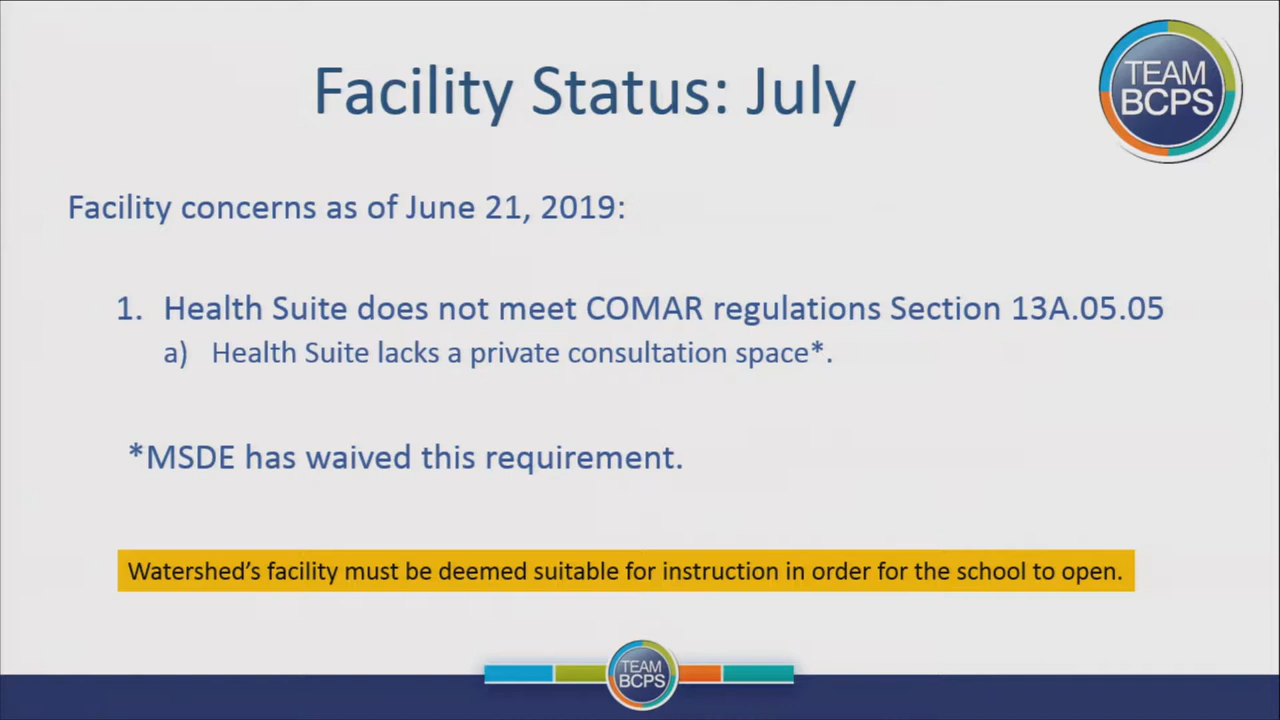 Facility Status: July
TEAM
BCPS
Facility concerns as of June 21, 2019:
1. Health Suite does not meet COMAR regulations Section 13A.05.05
a) Health Suite lacks a private consultation space*.
*MSDE has waived this requirement.
Watershed's facility must be deemed suitable for instruction in order for the school to open.
TEAM
BCPS